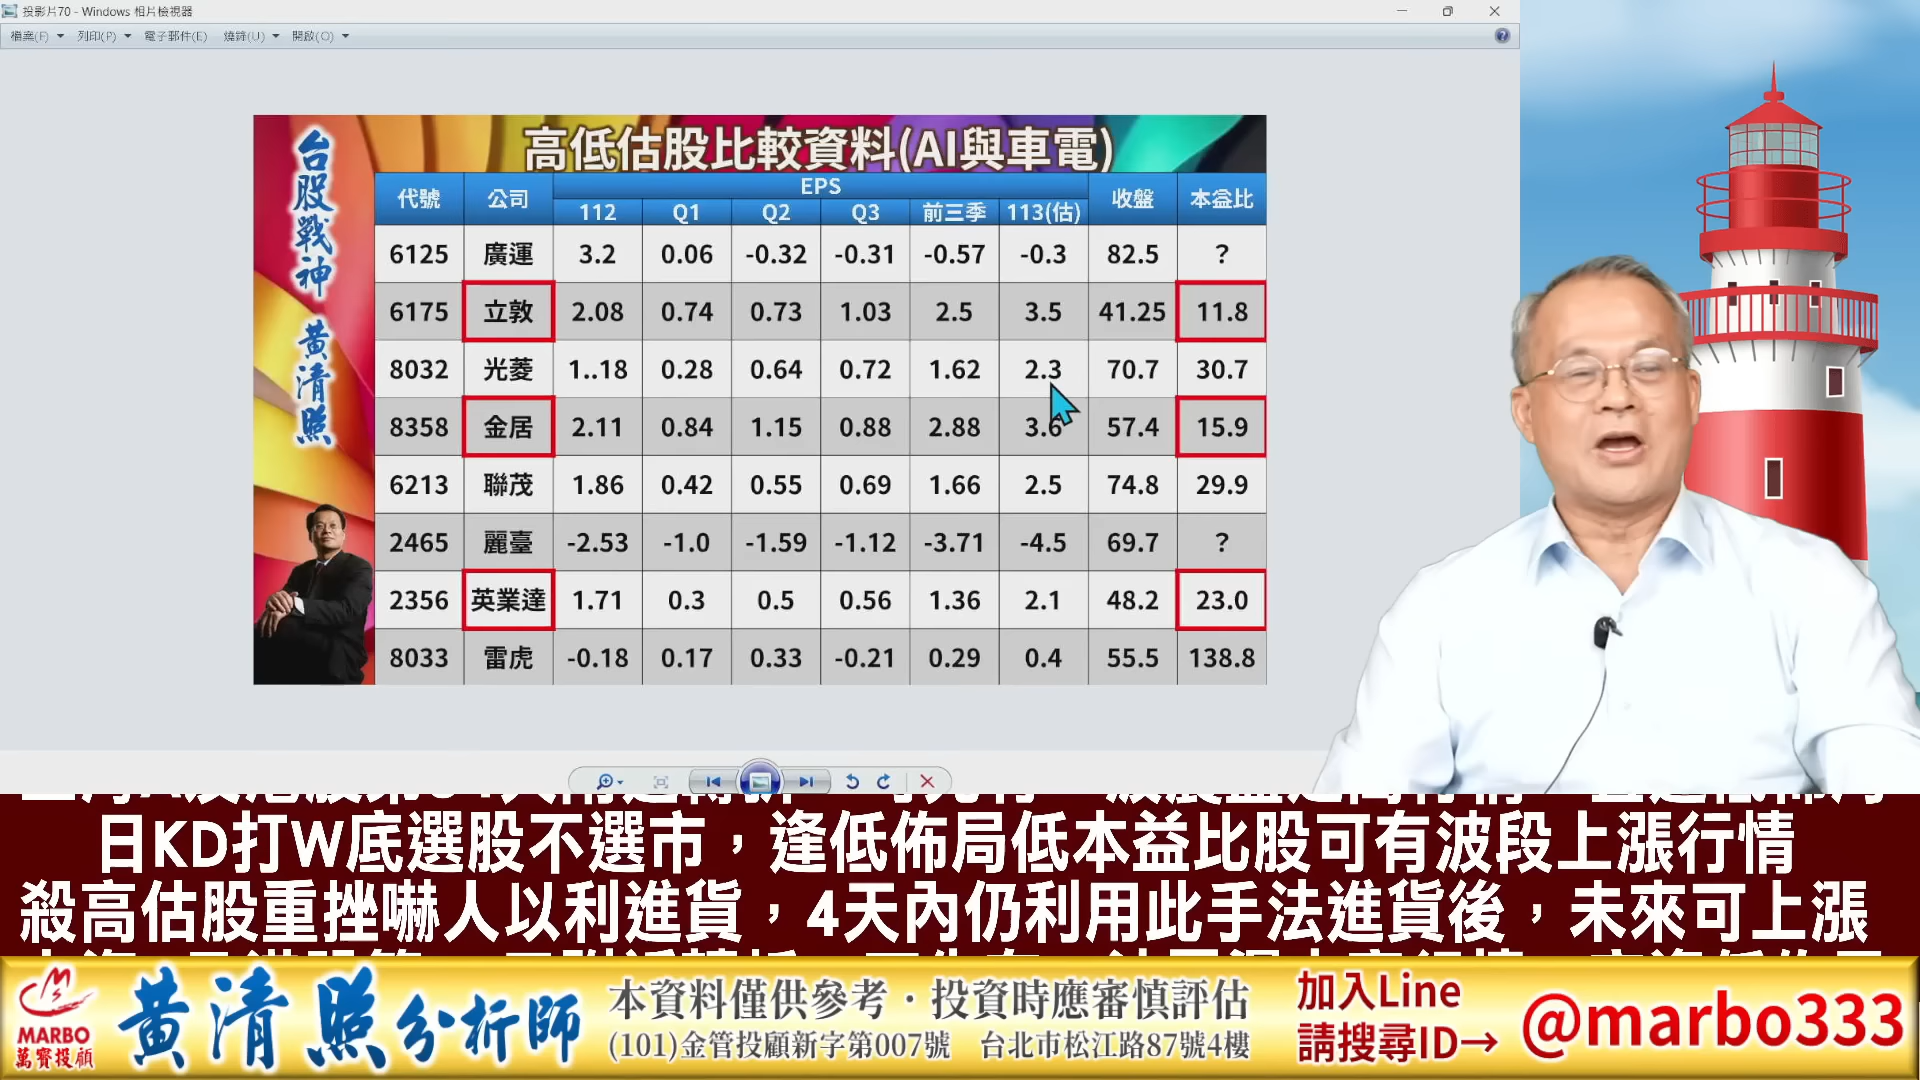 投影片70 - Windows 相片檢視器
檔案(F) 列印(P) 電子郵件(E) 燒錄(U) 開啟(O)
台股戰神 黃清照
高低估股比較資料(AI與車電)
代號 公司 EPS 收盤 本益比
112 Q1 Q2 Q3 前三季 113(估)
6125 廣運 3.2 0.06 -0.32 -0.31 -0.57 -0.3 82.5 ?
6175 立敦 2.08 0.74 0.73 1.03 2.5 3.5 41.25 11.8
8032 光菱 1..18 0.28 0.64 0.72 1.62 2.3 70.7 30.7
8358 金居 2.11 0.84 1.15 0.88 2.88 3.6 57.4 15.9
6213 聯茂 1.86 0.42 0.55 0.69 1.66 2.5 74.8 29.9
2465 麗臺 -2.53 -1.0 -1.59 -1.12 -3.71 -4.5 69.7 ?
2356 英業達 1.71 0.3 0.5 0.56 1.36 2.1 48.2 23.0
8033 雷虎 -0.18 0.17 0.33 -0.21 0.29 0.4 55.5 138.8
日KD打W底選股不選市，逢低佈局低本益比股可有波段上漲行情
殺高估股重挫嚇人以利進貨，4天內仍利用此手法進貨後，未來可上漲
MARBO
萬寶投顧
黃清照分析師
本資料僅供參考．投資時應審慎評估
(101)金管投顧新字第007號 台北市松江路87號4樓
加入Line
請搜尋ID→
@marbo333